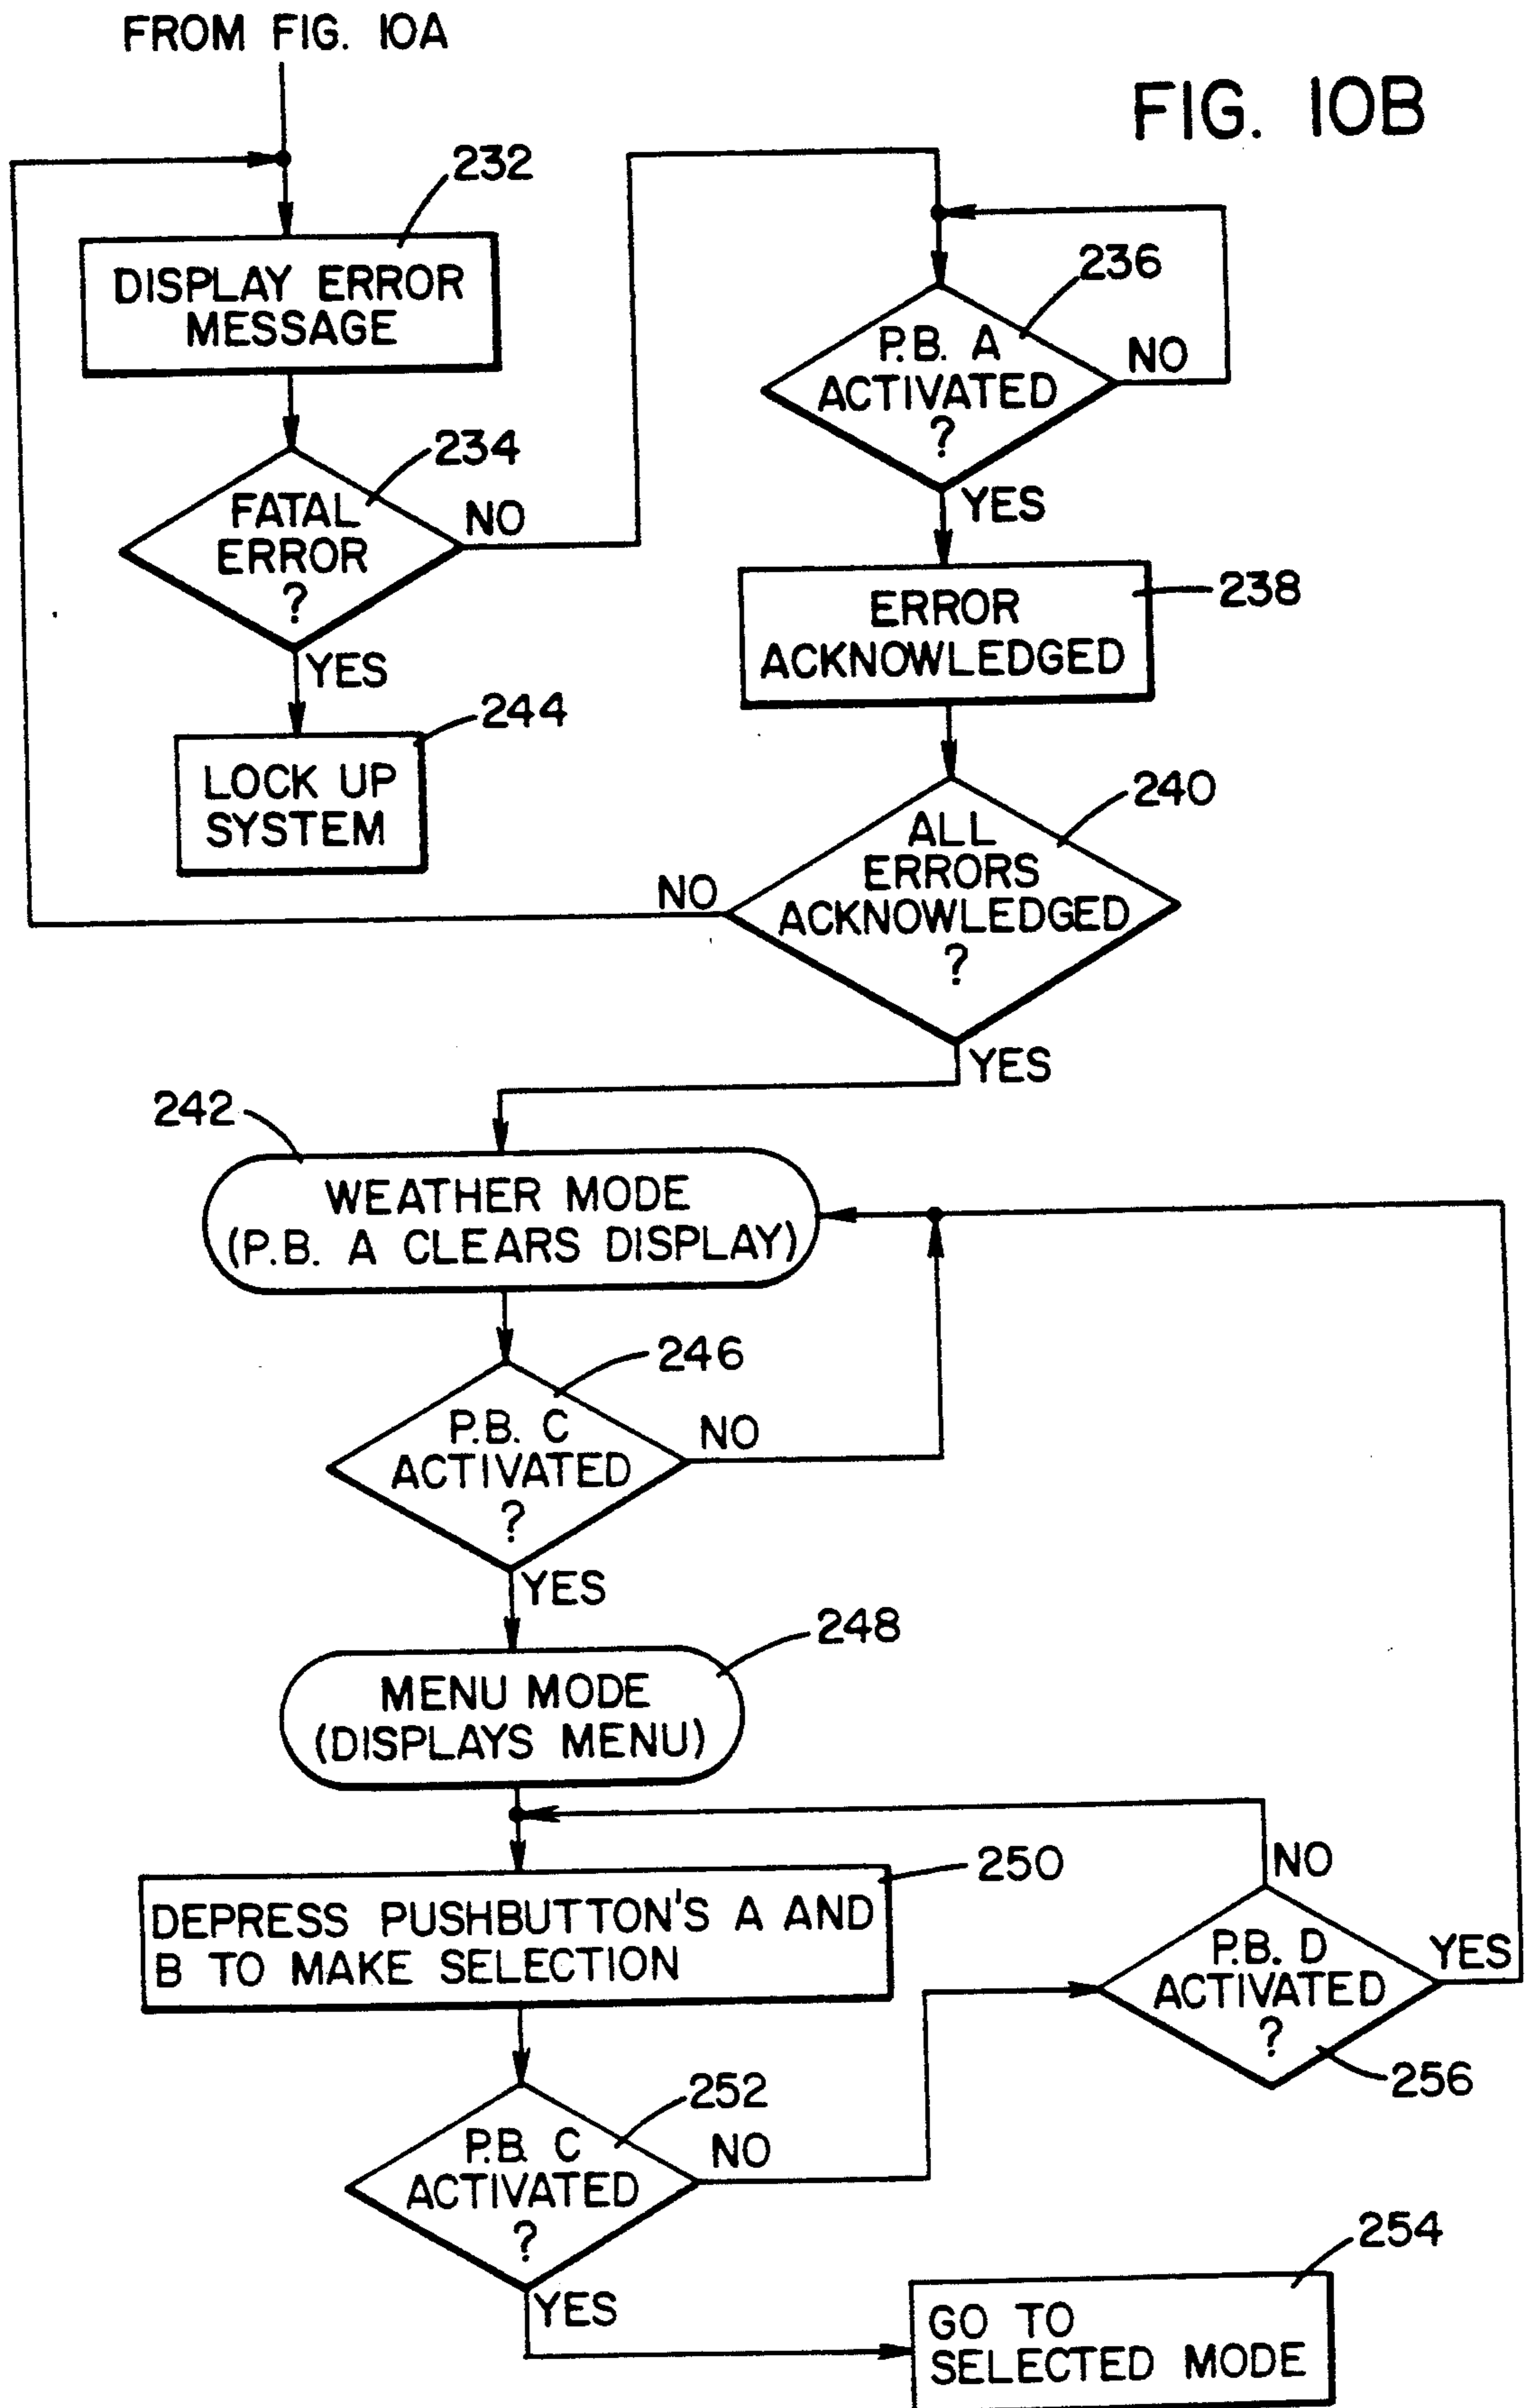 FROM FIG. 10A
FIG. 10B
232
DISPLAY ERROR
MESSAGE
234
FATAL
ERROR
?
NO
YES
244
LOCK UP
SYSTEM
236
P.B. A
ACTIVATED
?
NO
YES
238
ERROR
ACKNOWLEDGED
240
ALL
ERRORS
ACKNOWLEDGED
?
NO
YES
242
WEATHER MODE
(P.B. A CLEARS DISPLAY)
246
P.B. C
ACTIVATED
?
NO
YES
248
MENU MODE
(DISPLAYS MENU)
250
DEPRESS PUSHBUTTON'S A AND
B TO MAKE SELECTION
NO
P.B. D
ACTIVATED
?
YES
256
252
P.B. C
ACTIVATED
?
NO
YES
254
GO TO
SELECTED MODE